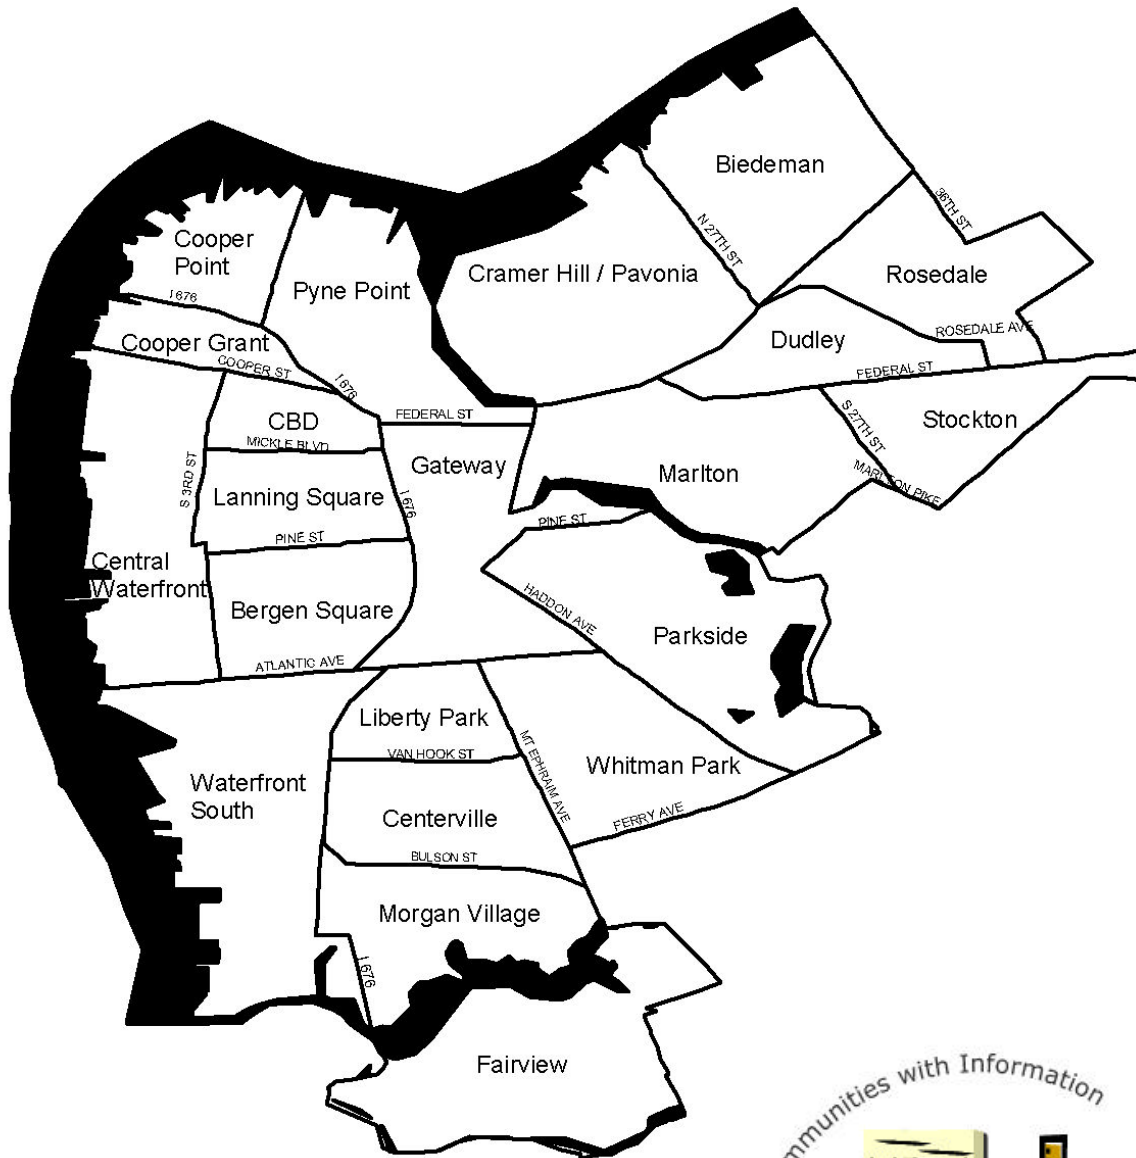 Biedeman
36TH ST
N 27TH ST
Cooper
Point
Pyne Point
Cramer Hill / Pavonia
Rosedale
I 676
Cooper Grant
COOPER ST
I 676
Dudley
ROSEDALE AVE
FEDERAL ST
CBD
FEDERAL ST
S 27TH ST
Stockton
MICKLE BLVD
Gateway
Marlton
MARLTON PIKE
S 3RD ST
Lanning Square
I 676
PINE ST
PINE ST
Central
Waterfront
Bergen Square
HADDON AVE
Parkside
ATLANTIC AVE
Liberty Park
VAN HOOK ST
MT EPHRAIM AVE
Whitman Park
Waterfront
South
Centerville
FERRY AVE
BULSON ST
Morgan Village
I 676
Fairview
mmunities with Information